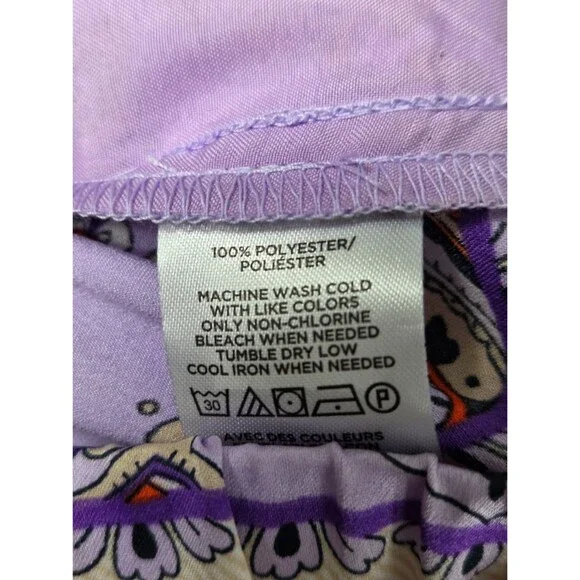 100% POLYESTER/
POLIÉSTER
MACHINE WASH COLD
WITH LIKE COLORS
ONLY NON-CHLORINE
BLEACH WHEN NEEDED
TUMBLE DRY LOW
COOL IRON WHEN NEEDED
30 P
AVEC DES COULEURS